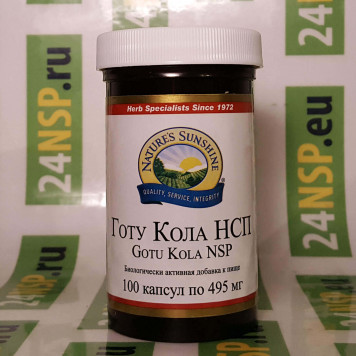 Herb Specialists Since 1972
NATURE'S SUNSHINE
QUALITY, SERVICE, INTEGRITY
ГОТУ КОЛА НСП
GOTU KOLA NSP
Биологически активная добавка к пище
100 капсул по 495 мг
24NSP.ru
24NSP.eu